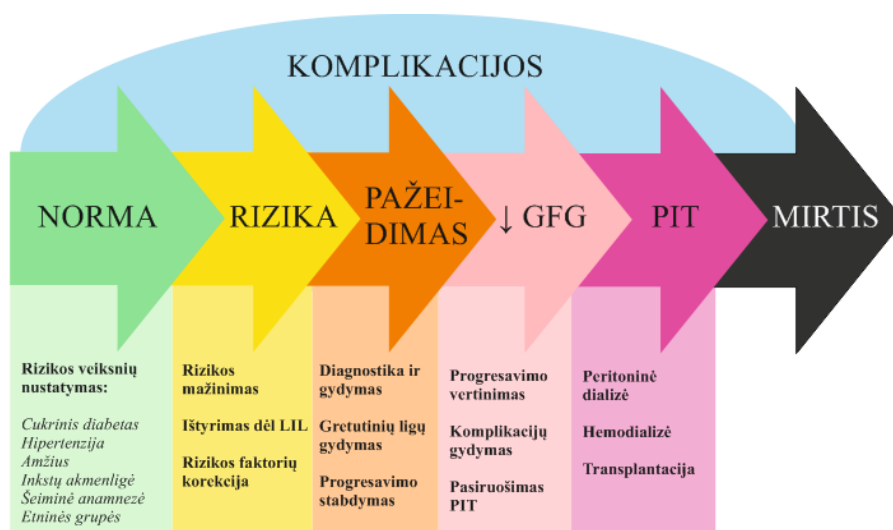 KOMPLIKACIJOS
NORMA
RIZIKA
PAŽEI-
DIMAS
↓ GFG
PIT
MIRTIS
Rizikos veiksnių
nustatymas:
Cukrinis diabetas
Hipertenzija
Amžius
Inkstų akmenligė
Šeiminė anamnezė
Etninės grupės
Rizikos
mažinimas
Ištyrimas dėl LIL
Rizikos faktorių
korekcija
Diagnostika ir
gydymas
Gretutinių ligų
gydymas
Progresavimo
stabdymas
Progresavimo
vertinimas
Komplikacijų
gydymas
Pasiruošimas
PIT
Peritoninė
dializė
Hemodializė
Transplantacija